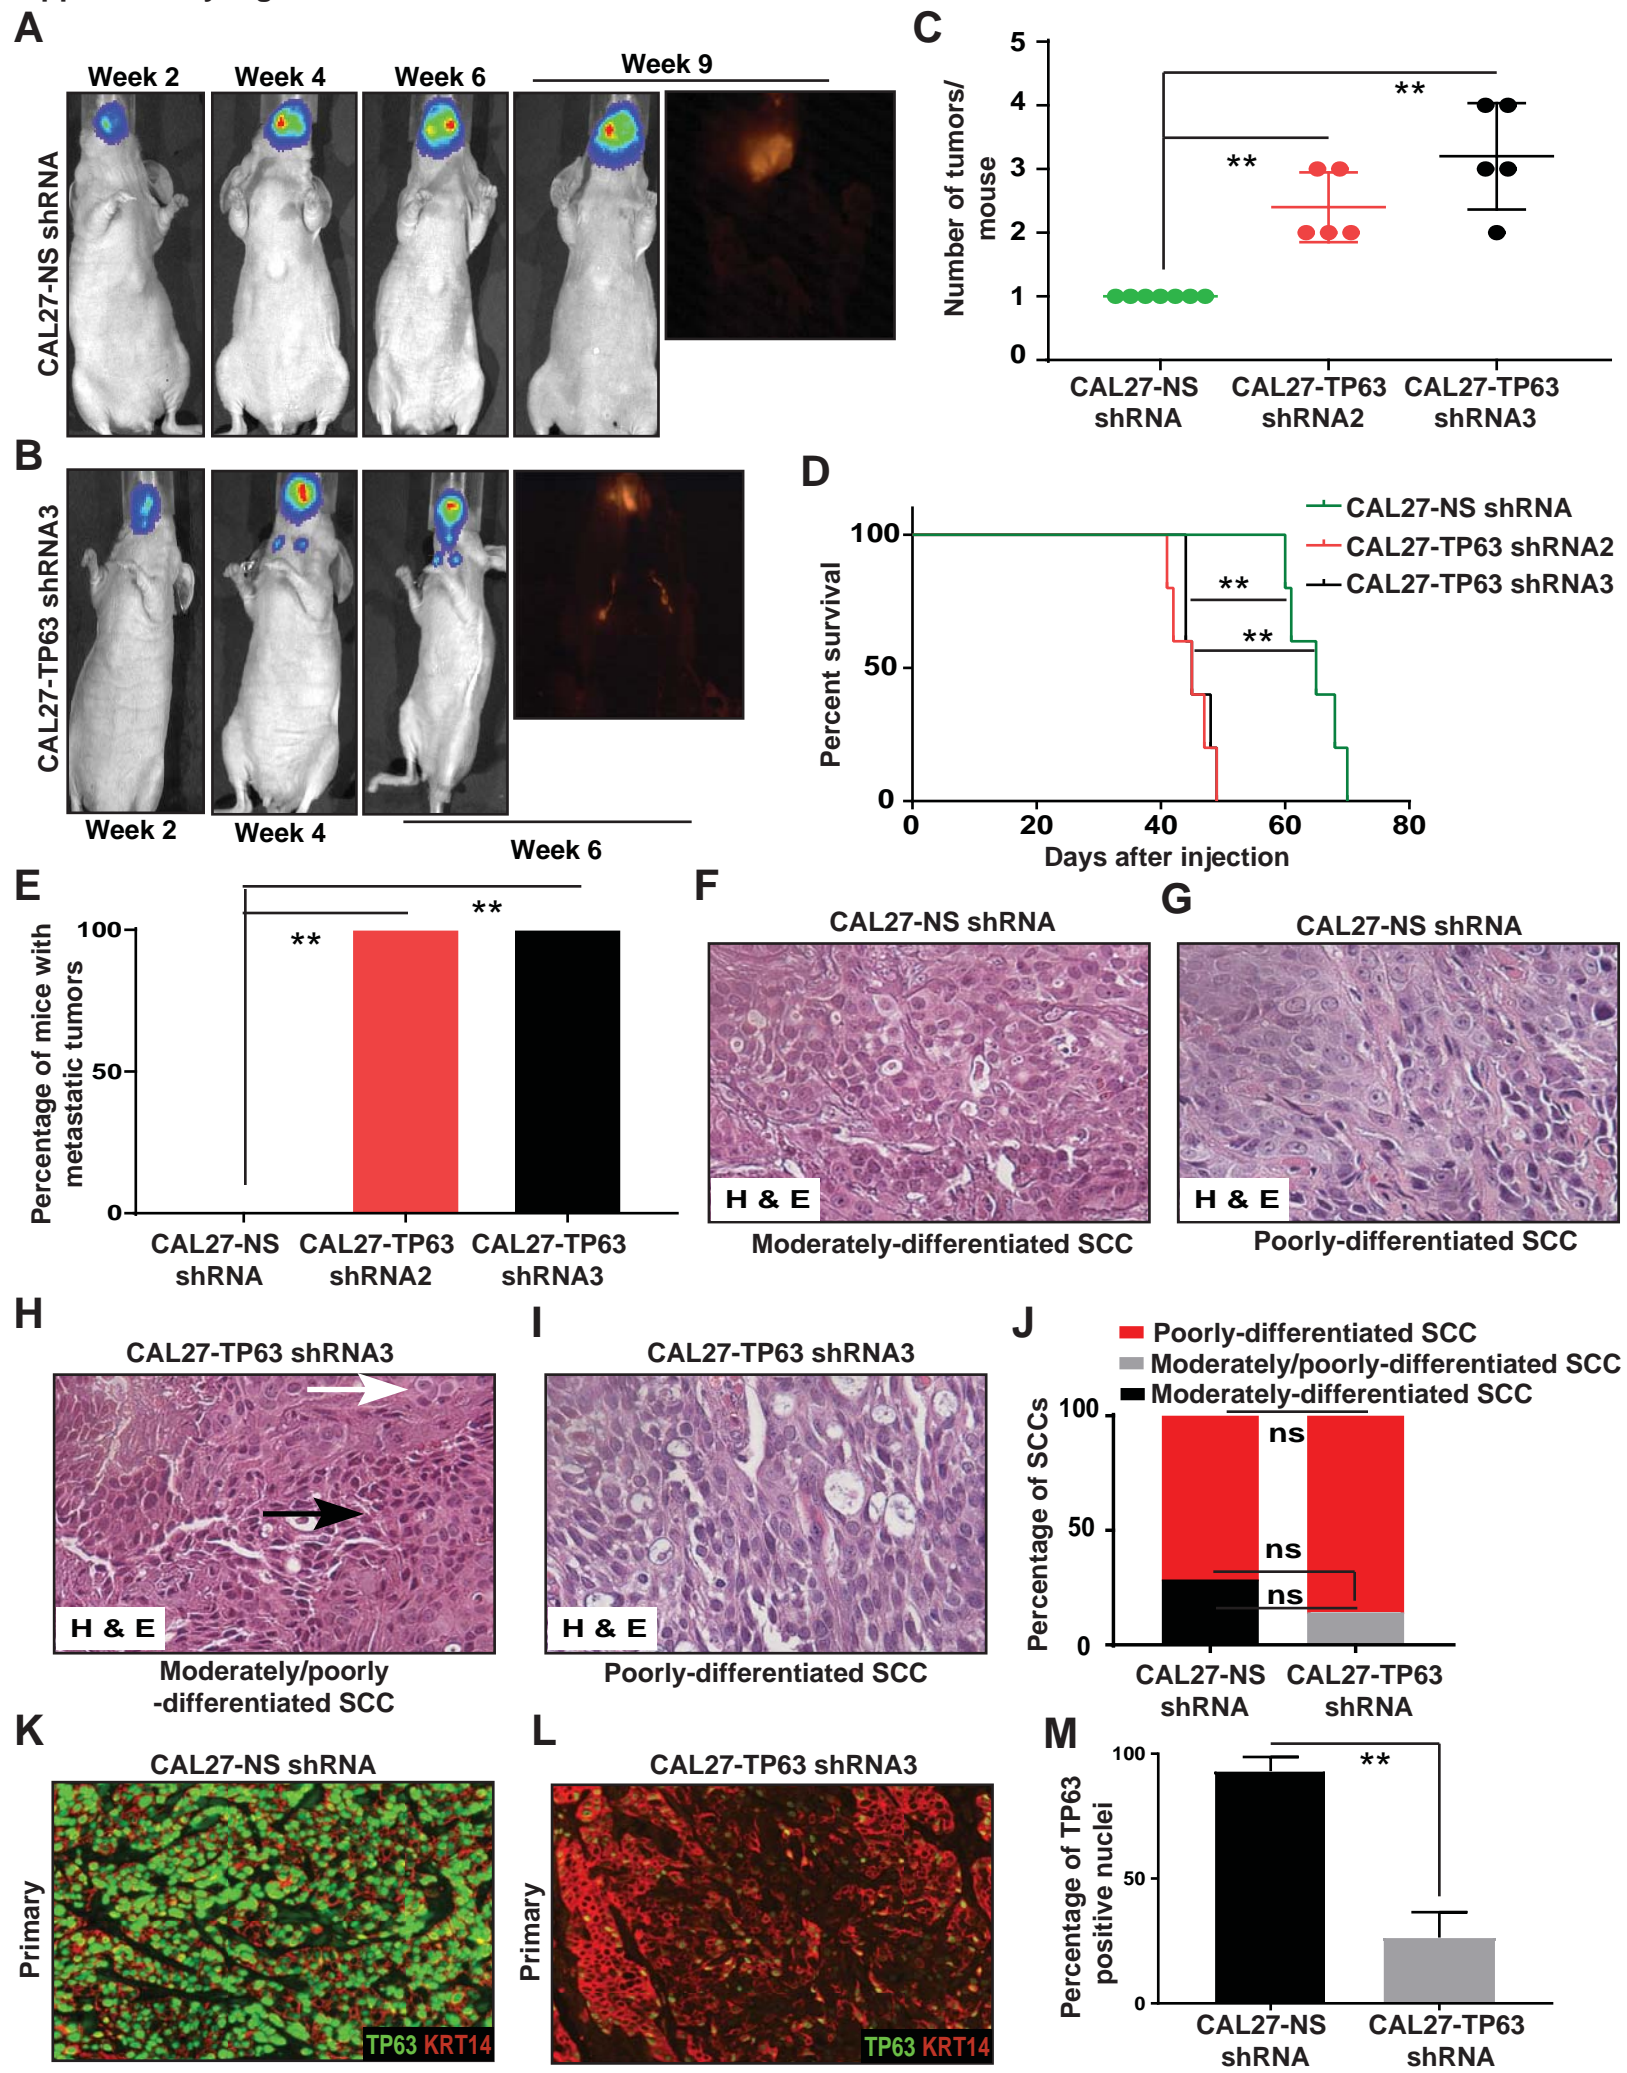 A
Week 2
Week 4
Week 6
Week 9
CAL27-NS shRNA
B
CAL27-TP63 shRNA3
Week 2
Week 4
Week 6
C
Number of tumors/
mouse
5
4
3
2
1
0
**
**
CAL27-NS
shRNA
CAL27-TP63
shRNA2
CAL27-TP63
shRNA3
D
Percent survival
100
50
0
0
20
40
60
80
Days after injection
CAL27-NS shRNA
CAL27-TP63 shRNA2
CAL27-TP63 shRNA3
**
**
E
Percentage of mice with
metastatic tumors
100
50
0
**
**
CAL27-NS
shRNA
CAL27-TP63
shRNA2
CAL27-TP63
shRNA3
F
CAL27-NS shRNA
H & E
Moderately-differentiated SCC
G
CAL27-NS shRNA
H & E
Poorly-differentiated SCC
H
CAL27-TP63 shRNA3
H & E
Moderately/poorly
-differentiated SCC
I
CAL27-TP63 shRNA3
H & E
Poorly-differentiated SCC
J
Poorly-differentiated SCC
Moderately/poorly-differentiated SCC
Moderately-differentiated SCC
Percentage of SCCs
100
50
0
ns
ns
ns
CAL27-NS
shRNA
CAL27-TP63
shRNA
K
CAL27-NS shRNA
Primary
TP63 KRT14
L
CAL27-TP63 shRNA3
Primary
TP63 KRT14
M
Percentage of TP63
positive nuclei
100
50
0
**
CAL27-NS
shRNA
CAL27-TP63
shRNA